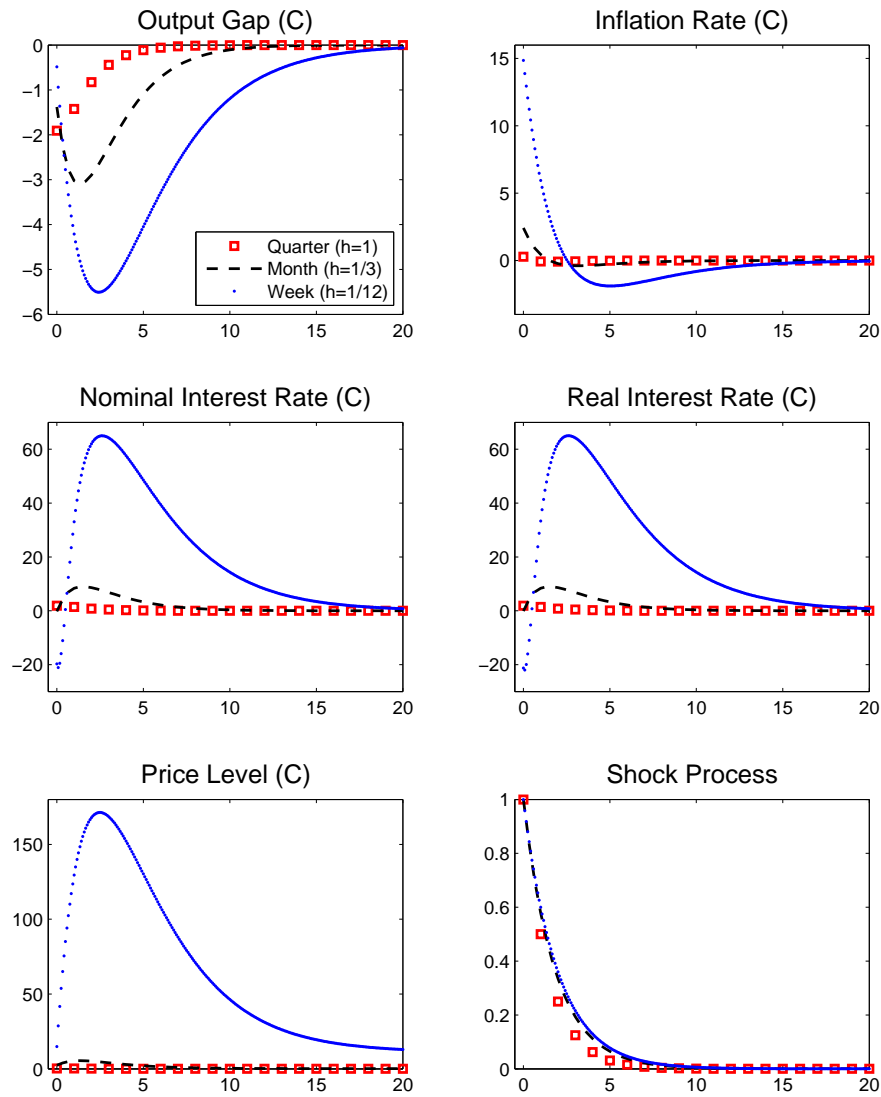 Output Gap (C)
0
−1
−2
−3
−4
−5
−6
0 5 10 15 20
Quarter (h=1)
Month (h=1/3)
Week (h=1/12)
Inflation Rate (C)
15
10
5
0
0 5 10 15 20
Nominal Interest Rate (C)
60
40
20
0
−20
0 5 10 15 20
Real Interest Rate (C)
60
40
20
0
−20
0 5 10 15 20
Price Level (C)
150
100
50
0
0 5 10 15 20
Shock Process
1
0.8
0.6
0.4
0.2
0
0 5 10 15 20